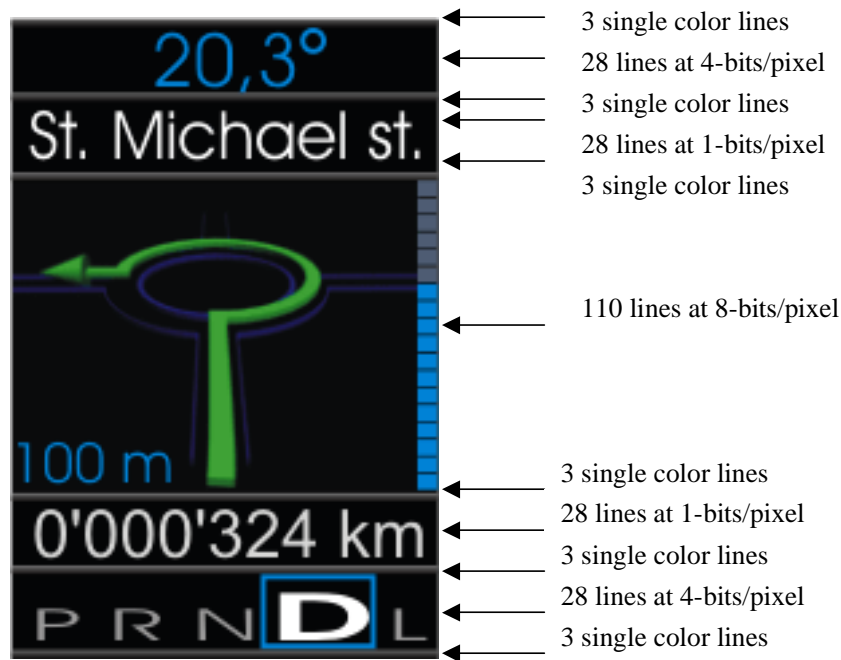 3 single color lines
20,3°
28 lines at 4-bits/pixel
3 single color lines
St. Michael st.
28 lines at 1-bits/pixel
3 single color lines
110 lines at 8-bits/pixel
100 m
3 single color lines
0'000'324 km
28 lines at 1-bits/pixel
3 single color lines
28 lines at 4-bits/pixel
P R N D L
3 single color lines